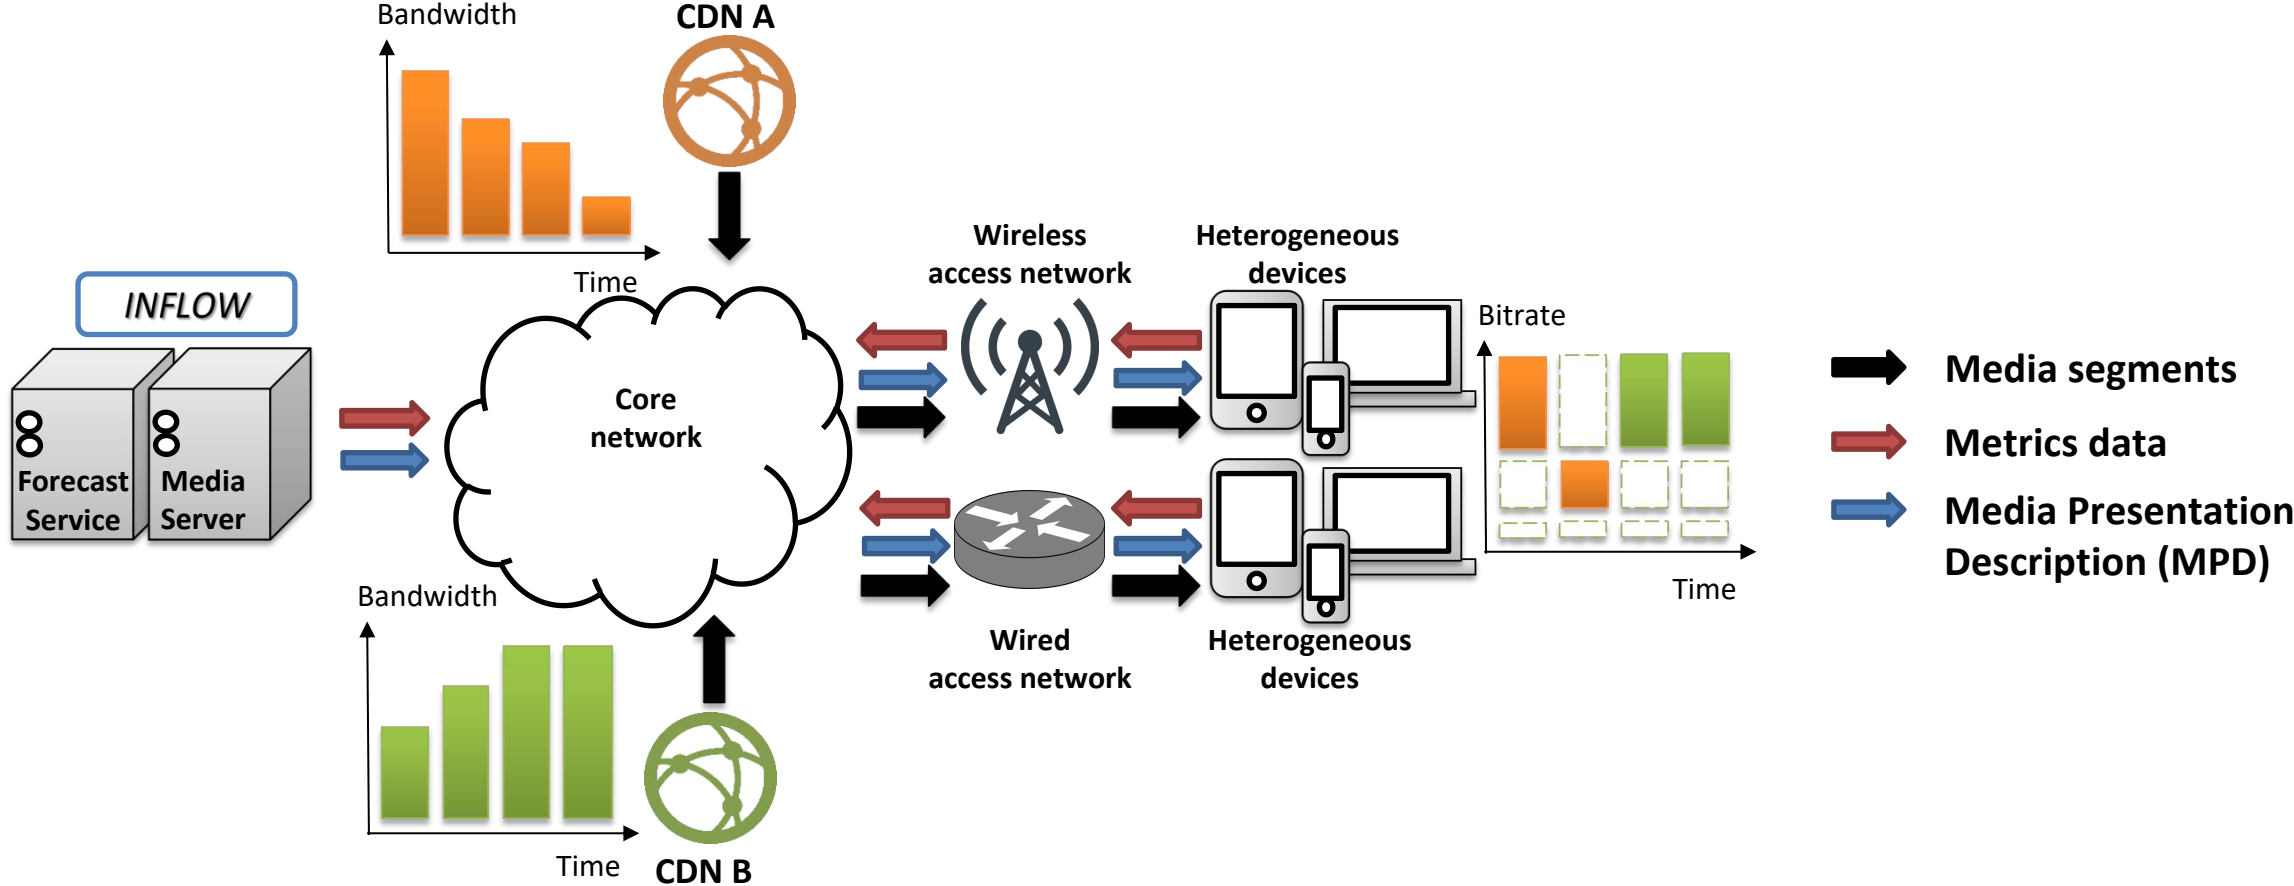 Bandwidth
CDN A
Time
INFLOW
Forecast
Service
Media
Server
Core
network
Wireless
access network
Heterogeneous
devices
Bitrate
Time
Media segments
Metrics data
Media Presentation
Description (MPD)
Bandwidth
Time
CDN B
Wired
access network
Heterogeneous
devices